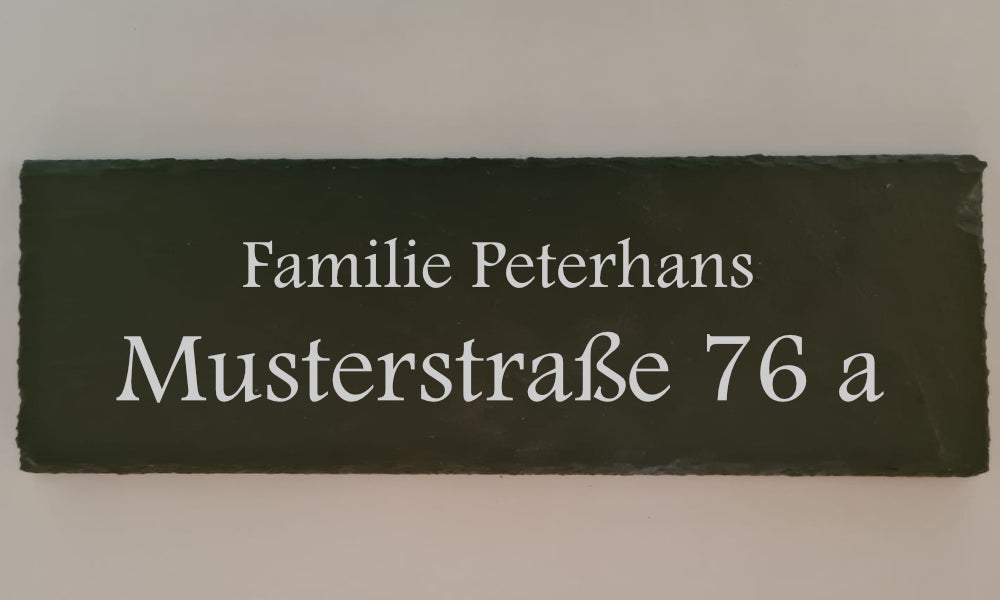 Familie Peterhans
Musterstraße 76 a